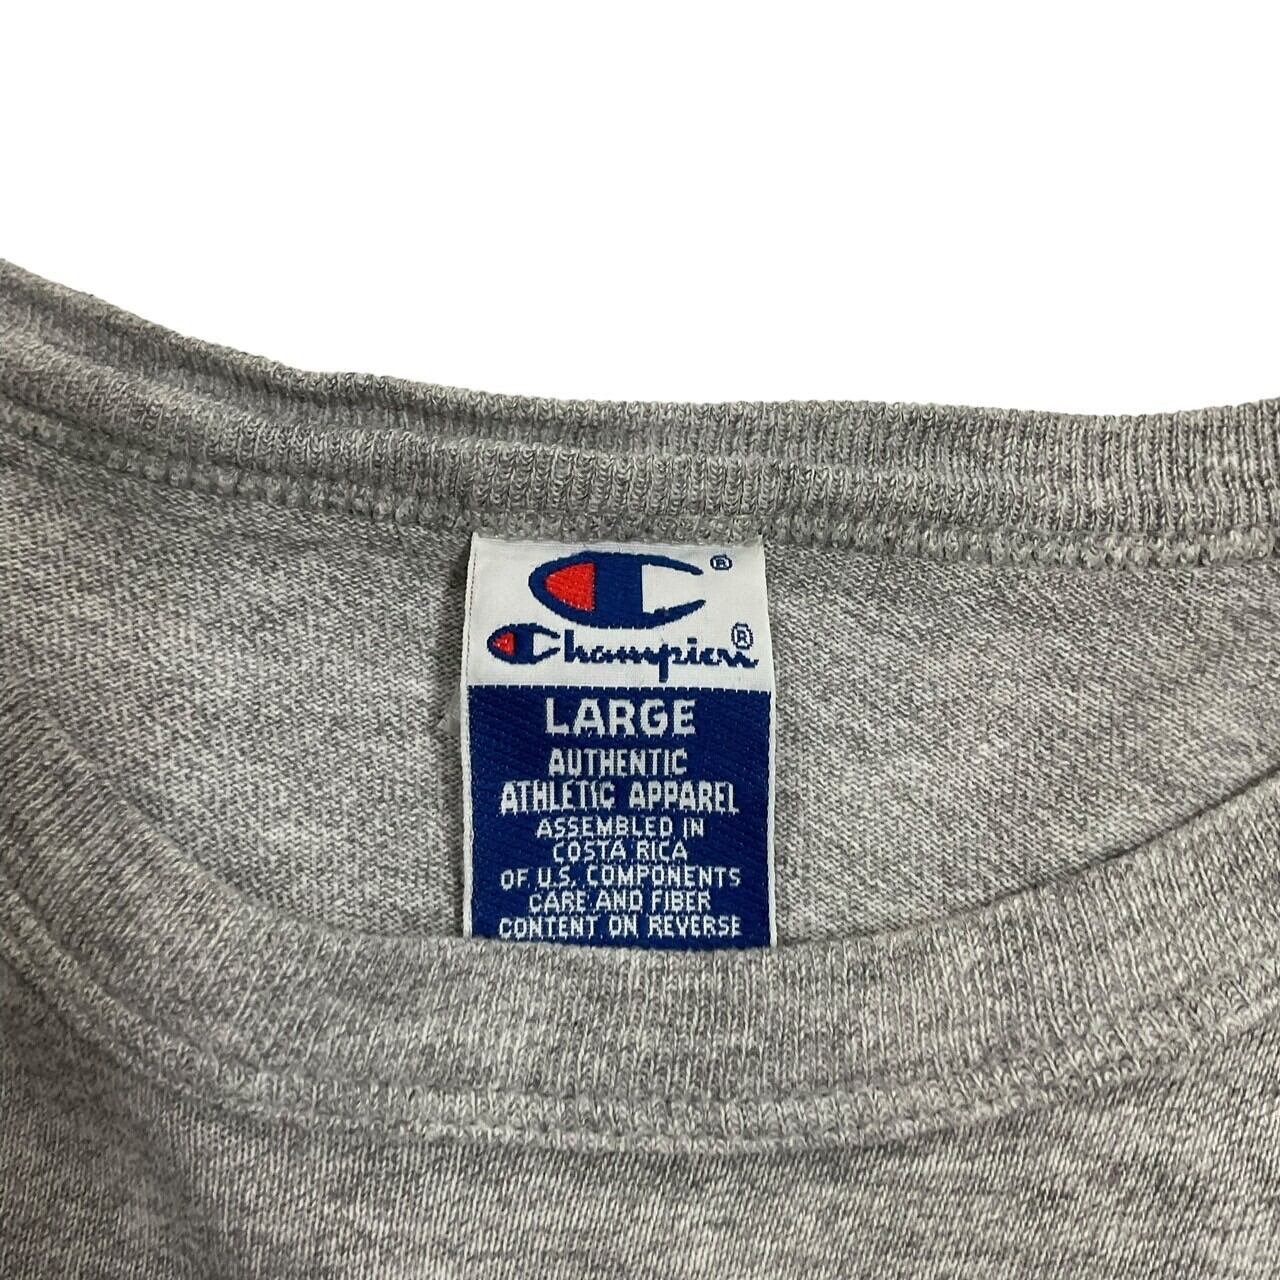 ®
Champion®
LARGE
AUTHENTIC
ATHLETIC APPAREL
ASSEMBLED IN
COSTA RICA
OF U.S. COMPONENTS
CARE AND FIBER
CONTENT ON REVERSE